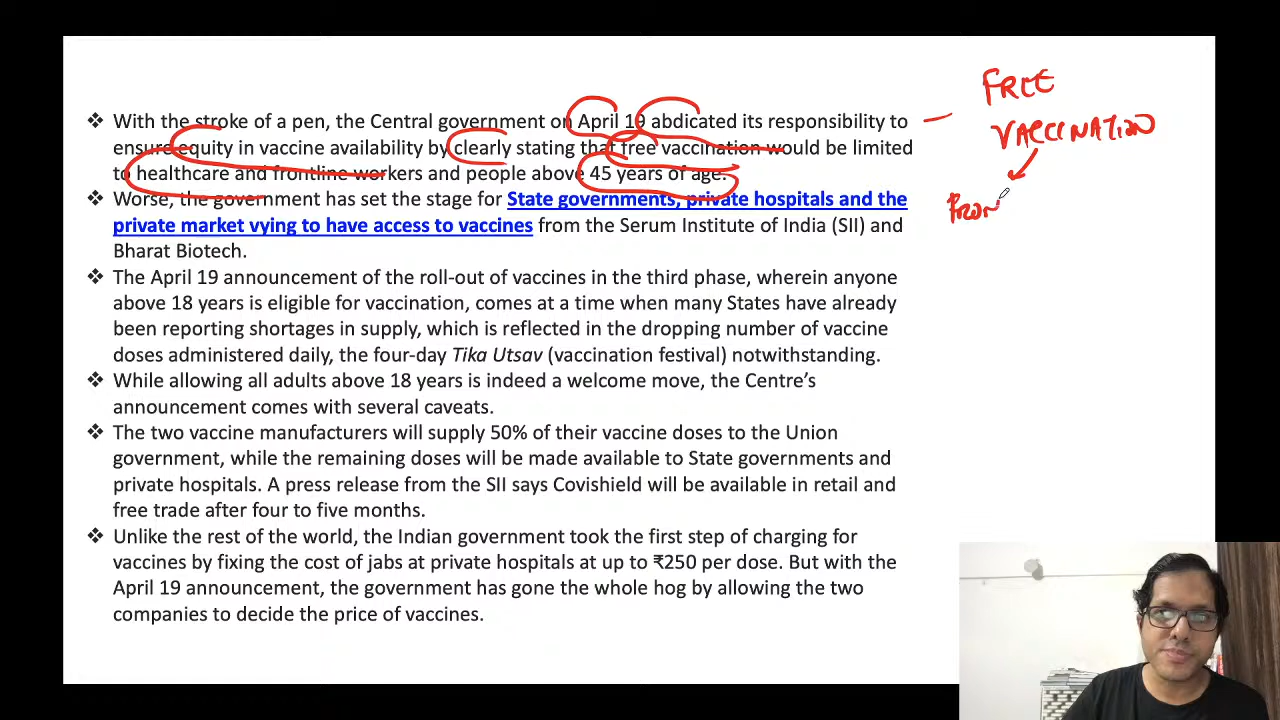 ❖ With the stroke of a pen, the Central government on April 19 abdicated its responsibility to
ensure equity in vaccine availability by clearly stating that free vaccination would be limited
to healthcare and frontline workers and people above 45 years of age.
❖ Worse, the government has set the stage for State governments, private hospitals and the
private market vying to have access to vaccines from the Serum Institute of India (SII) and
Bharat Biotech.
❖ The April 19 announcement of the roll-out of vaccines in the third phase, wherein anyone
above 18 years is eligible for vaccination, comes at a time when many States have already
been reporting shortages in supply, which is reflected in the dropping number of vaccine
doses administered daily, the four-day Tika Utsav (vaccination festival) notwithstanding.
❖ While allowing all adults above 18 years is indeed a welcome move, the Centre’s
announcement comes with several caveats.
❖ The two vaccine manufacturers will supply 50% of their vaccine doses to the Union
government, while the remaining doses will be made available to State governments and
private hospitals. A press release from the SII says Covishield will be available in retail and
free trade after four to five months.
❖ Unlike the rest of the world, the Indian government took the first step of charging for
vaccines by fixing the cost of jabs at private hospitals at up to ₹250 per dose. But with the
April 19 announcement, the government has gone the whole hog by allowing the two
companies to decide the price of vaccines.
FREE
VACCINATION
FRON